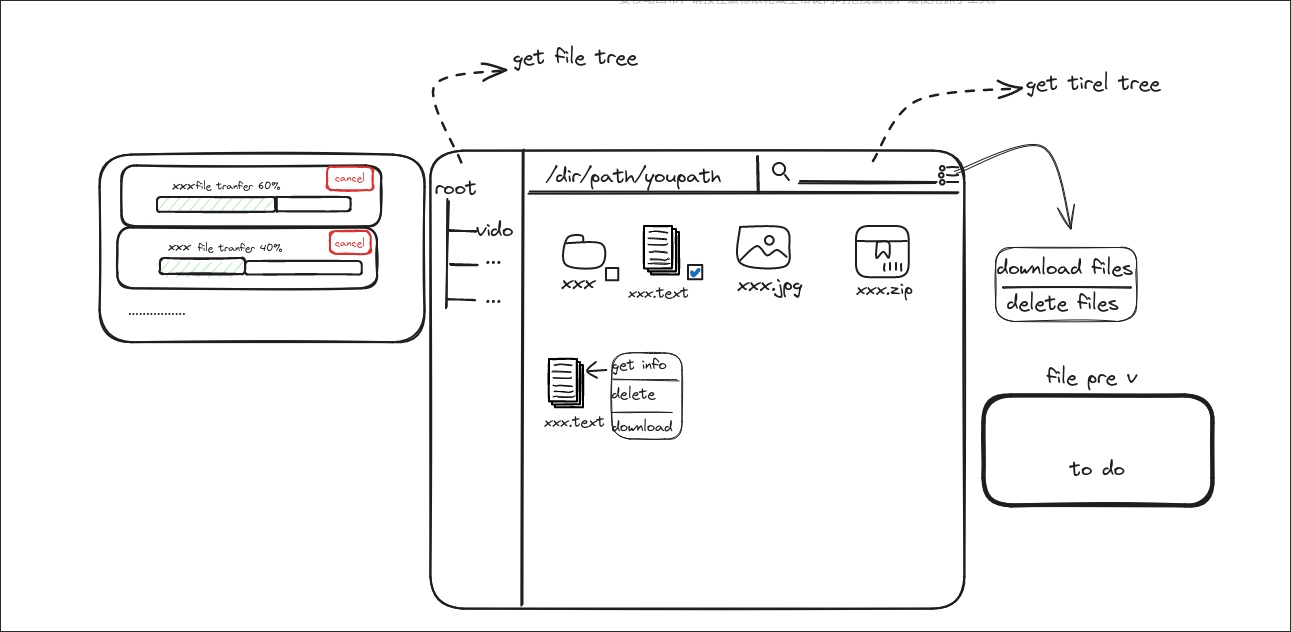 get file tree
get tirel tree
xxxfile tranfer 60%
cancel
xxx file tranfer 40%
cancel
................
root
vido
...
...
/dir/path/youpath
xxx
xxx.text
xxx.jpg
xxx.zip
xxx.text
get info
delete
download
download files
delete files
file pre v
to do